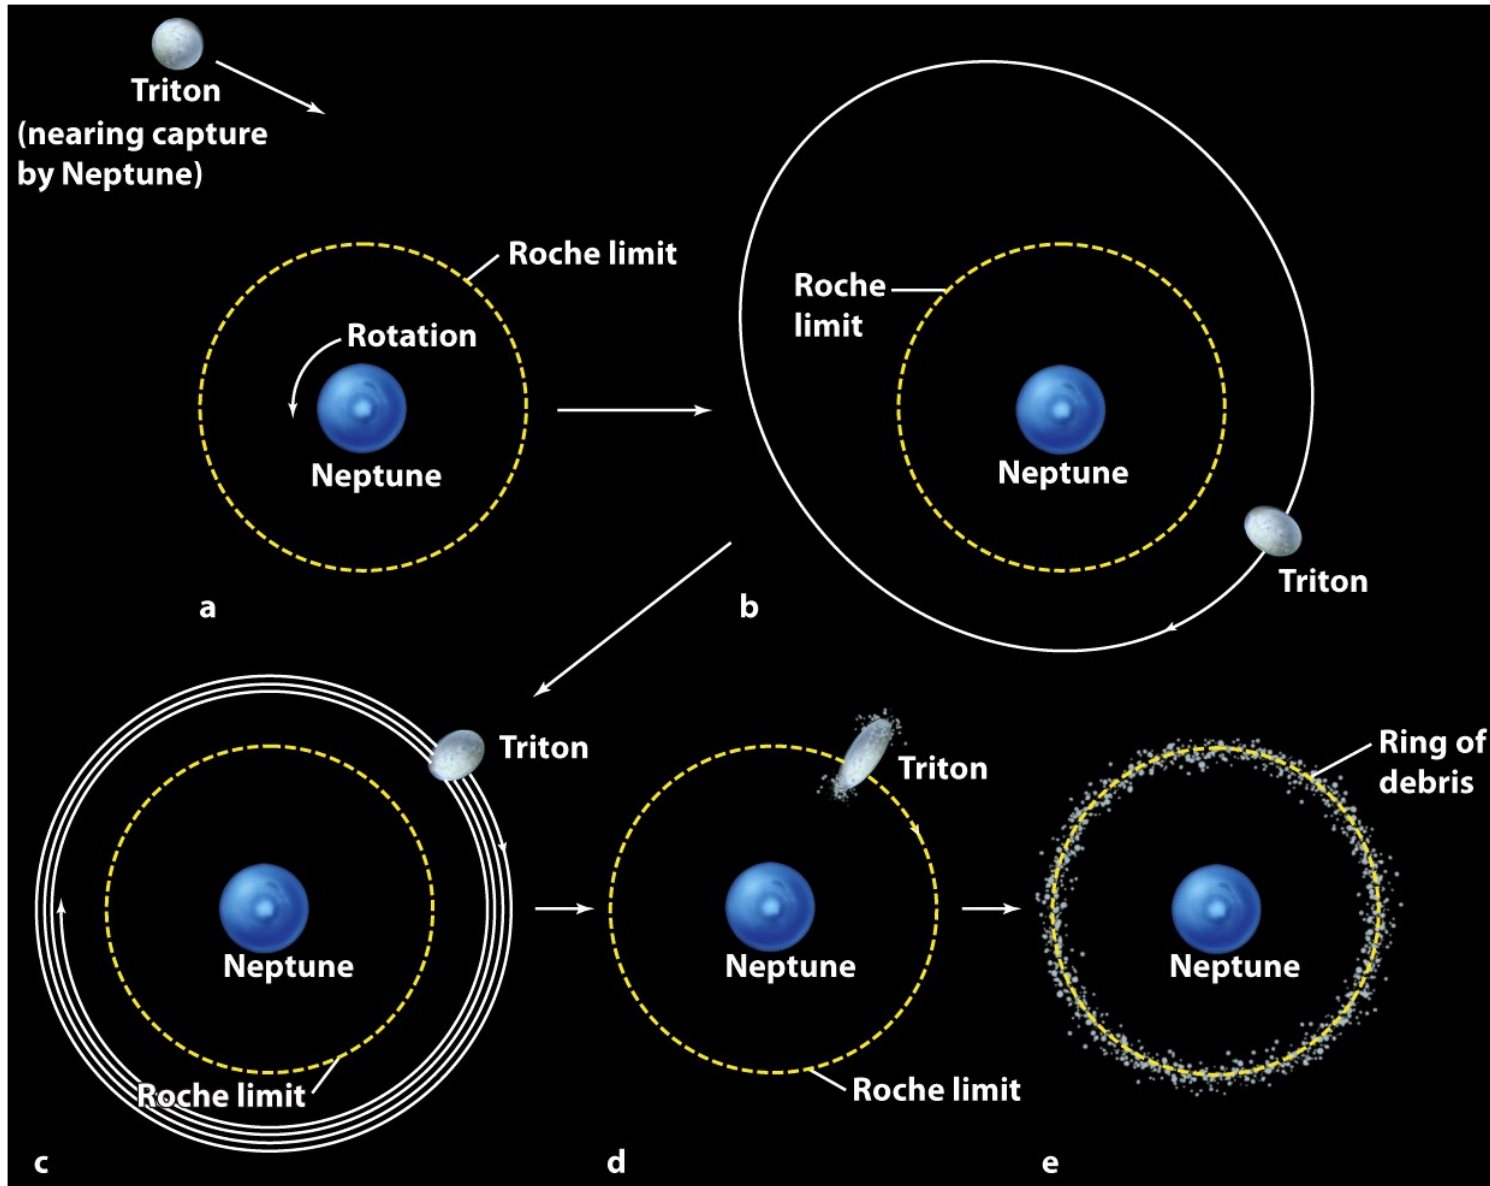 Triton
(nearing capture
by Neptune)
Roche limit
Rotation
Neptune
a
Roche
limit
Neptune
Triton
b
Triton
Neptune
Roche limit
c
Triton
Neptune
Roche limit
d
Ring of
debris
Neptune
e